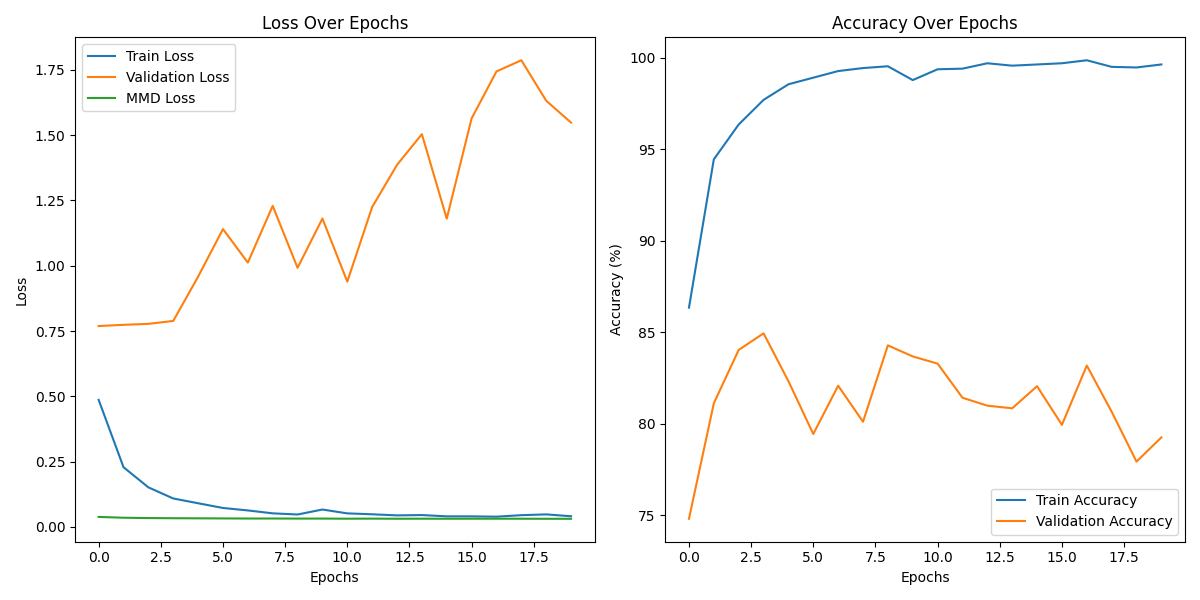 Loss Over Epochs
Train Loss
Validation Loss
MMD Loss
1.75
1.50
1.25
1.00
0.75
0.50
0.25
0.00
Loss
0.0 2.5 5.0 7.5 10.0 12.5 15.0 17.5
Epochs
Accuracy Over Epochs
100
95
90
85
80
75
Accuracy (%)
Train Accuracy
Validation Accuracy
0.0 2.5 5.0 7.5 10.0 12.5 15.0 17.5
Epochs